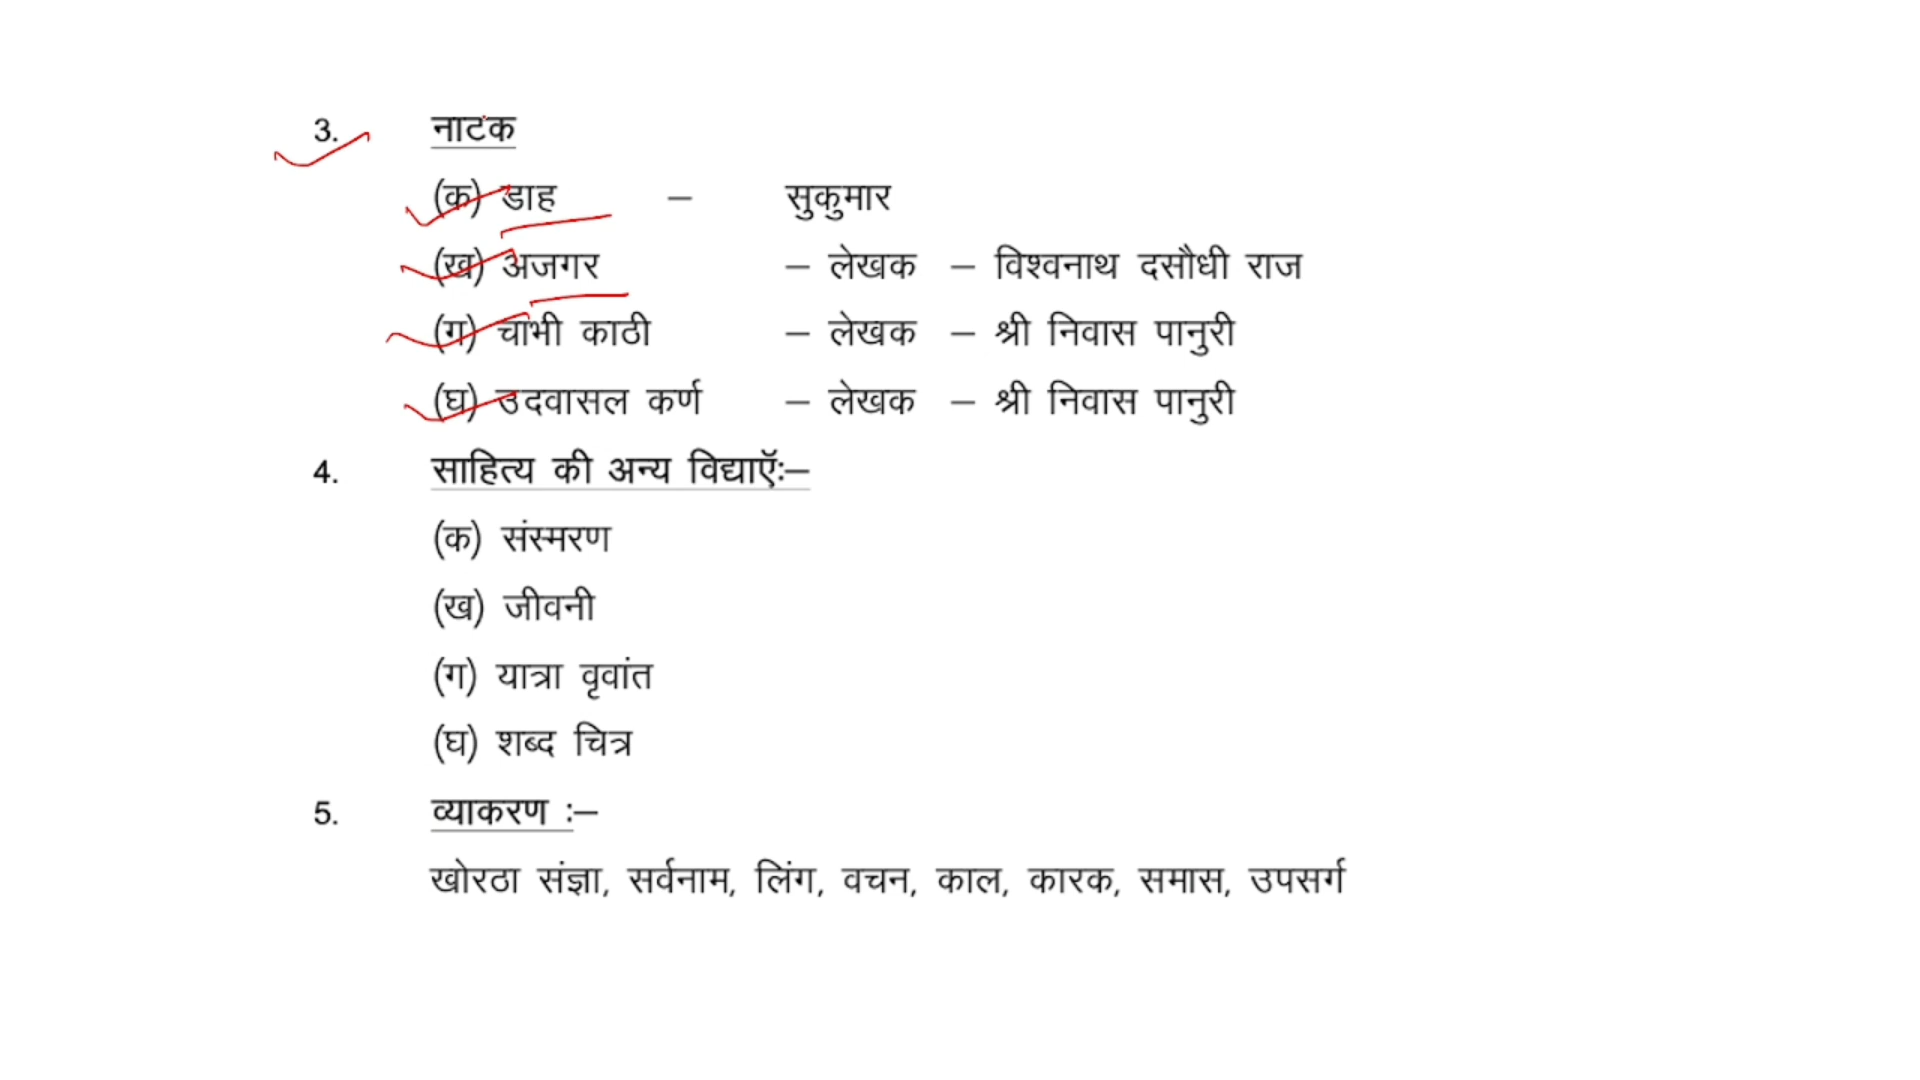 3. नाटक
(क) डाह – सुकुमार
(ख) अजगर – लेखक – विश्वनाथ दसौधी राज
(ग) चाभी काठी – लेखक – श्री निवास पानुरी
(घ) उदवासल कर्ण – लेखक – श्री निवास पानुरी
4. साहित्य की अन्य विद्याएँ:–
(क) संस्मरण
(ख) जीवनी
(ग) यात्रा वृवांत
(घ) शब्द चित्र
5. व्याकरण :–
खोरठा संज्ञा, सर्वनाम, लिंग, वचन, काल, कारक, समास, उपसर्ग